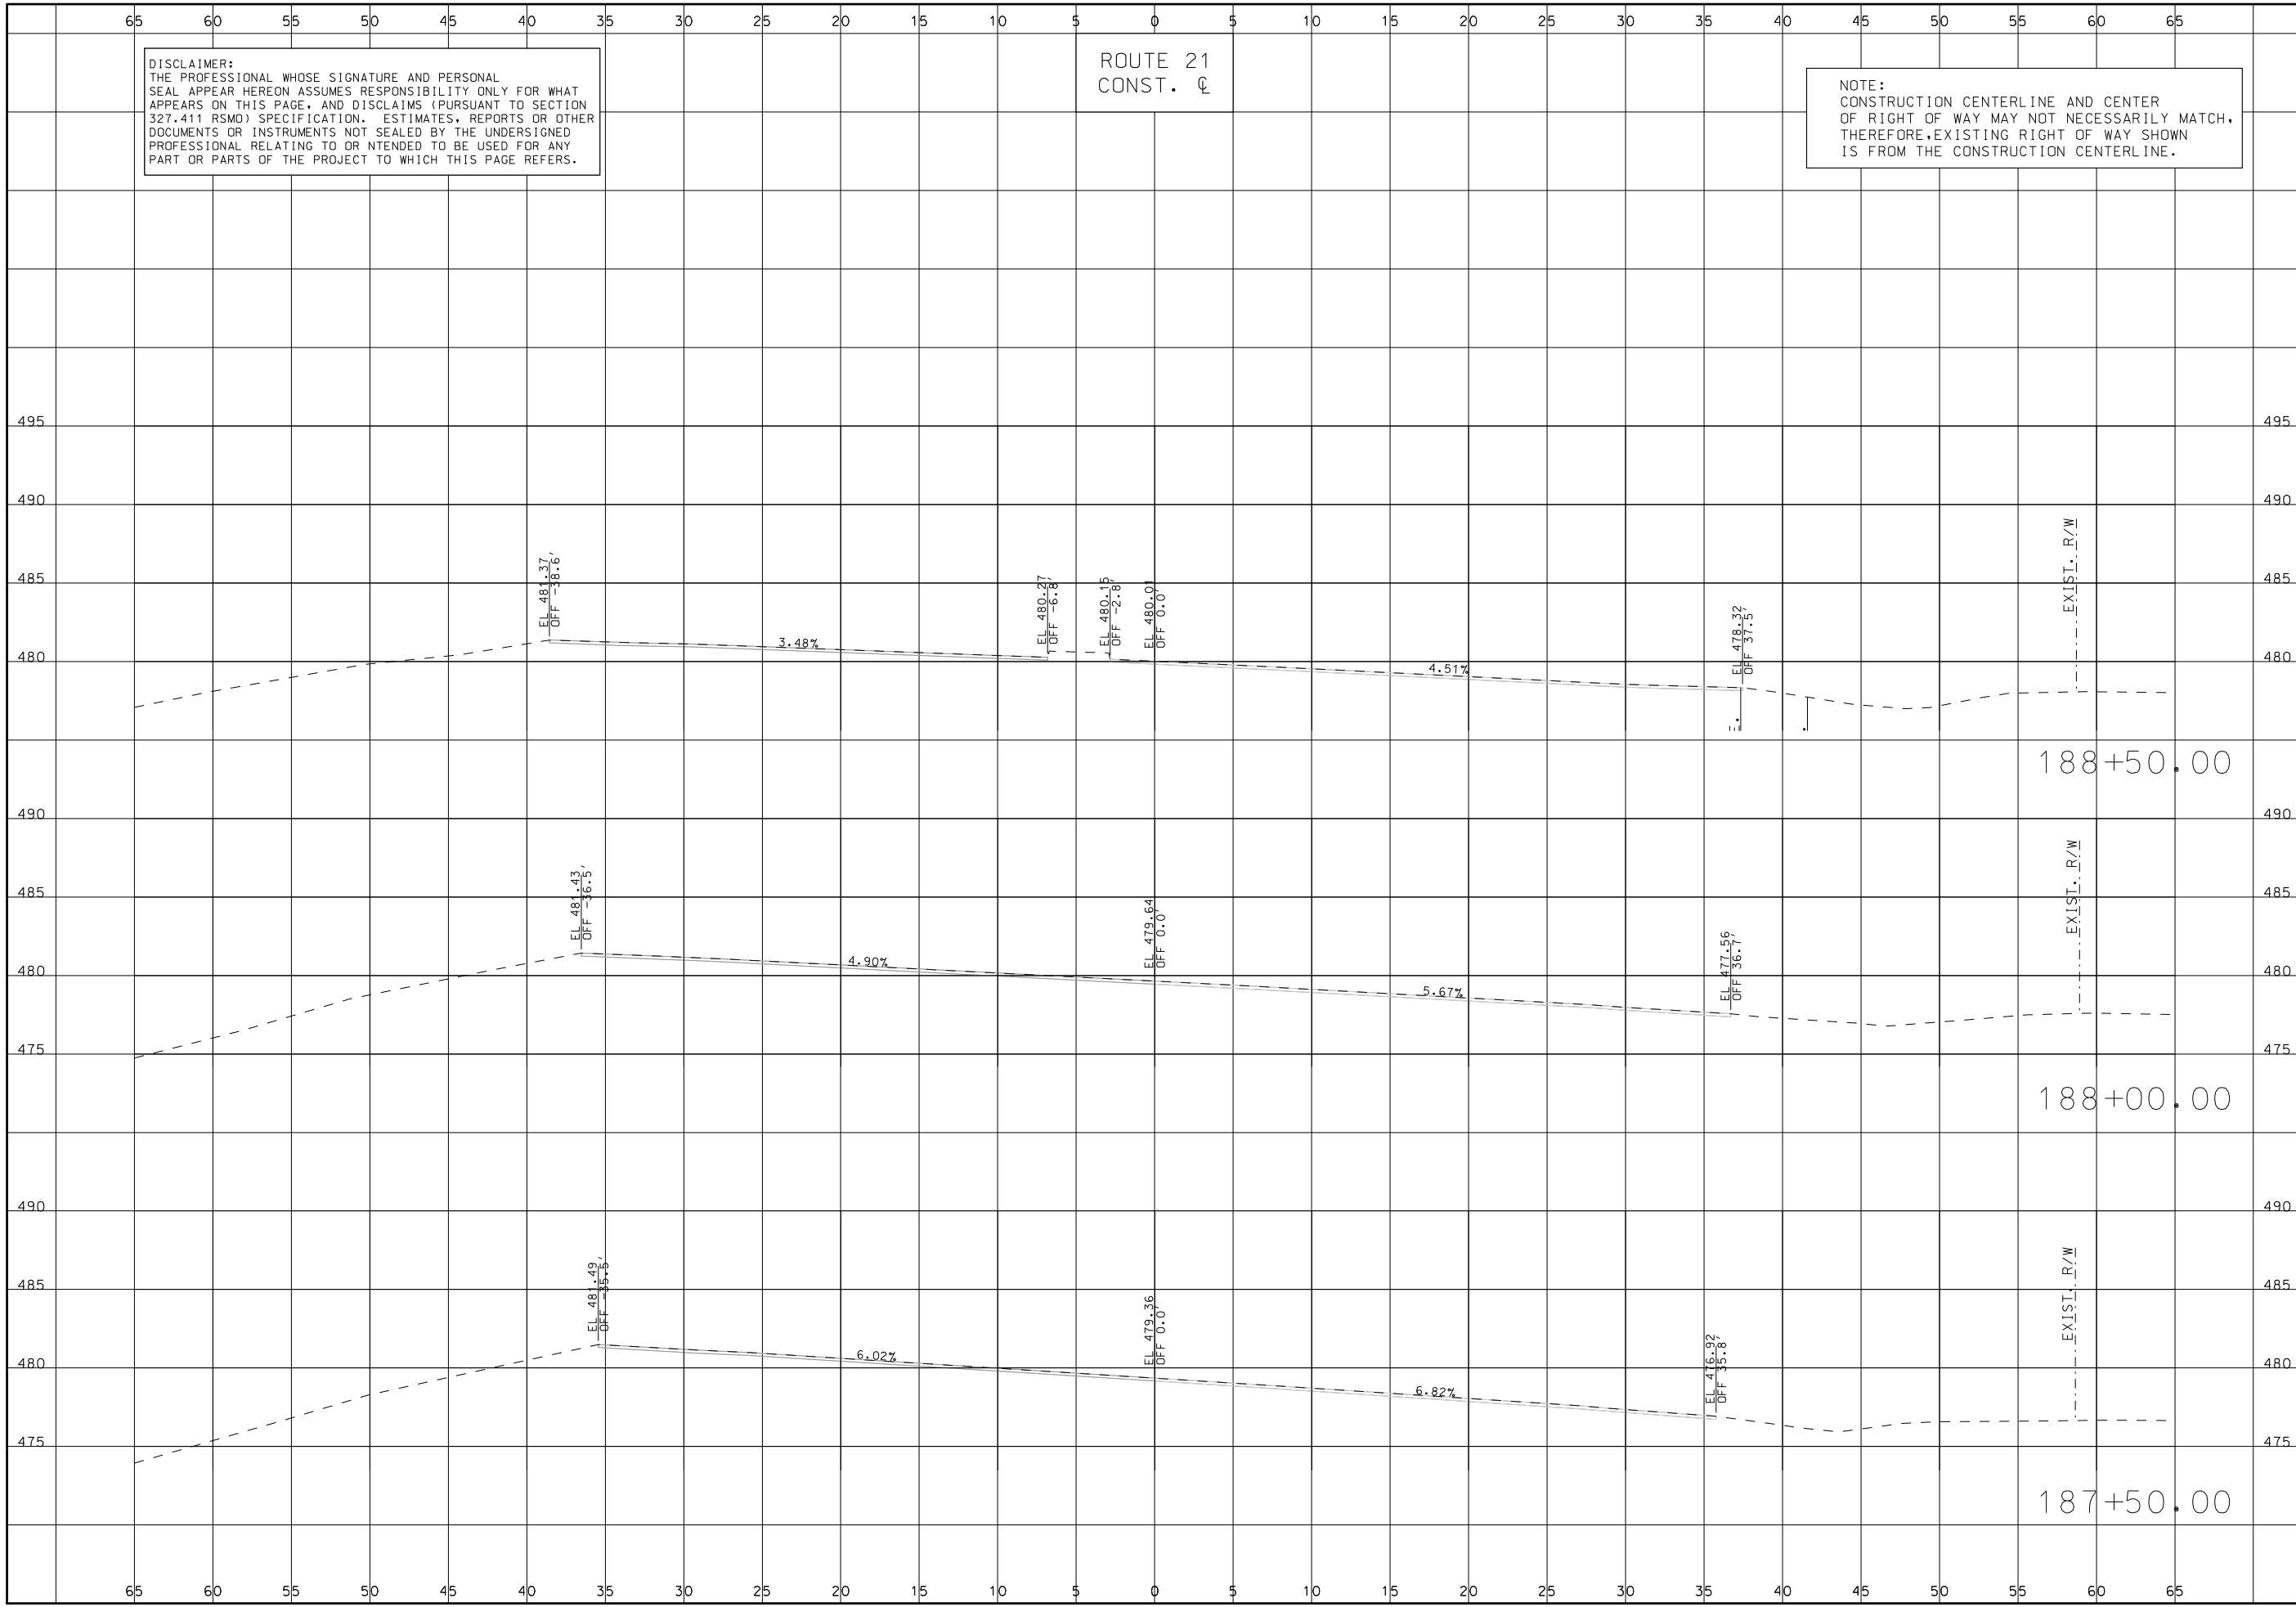 65 60 55 50 45 40 35 30 25 20 15 10 5 0 5 10 15 20 25 30 35 40 45 50 55 60 65
DISCLAIMER:
THE PROFESSIONAL WHOSE SIGNATURE AND PERSONAL
SEAL APPEAR HEREON ASSUMES RESPONSIBILITY ONLY FOR WHAT
APPEARS ON THIS PAGE, AND DISCLAIMS (PURSUANT TO SECTION
327.411 RSMO) SPECIFICATION. ESTIMATES, REPORTS OR OTHER
DOCUMENTS OR INSTRUMENTS NOT SEALED BY THE UNDERSIGNED
PROFESSIONAL RELATING TO OR NTENDED TO BE USED FOR ANY
PART OR PARTS OF THE PROJECT TO WHICH THIS PAGE REFERS.
ROUTE 21
CONST. ℄
NOTE:
CONSTRUCTION CENTERLINE AND CENTER
OF RIGHT OF WAY MAY NOT NECESSARILY MATCH,
THEREFORE,EXISTING RIGHT OF WAY SHOWN
IS FROM THE CONSTRUCTION CENTERLINE.
495 495
490 490
485 485
480 480
EL 481.37
OFF -38.6'
3.48%
EL 480.27
OFF -6.8'
EL 480.15
OFF -2.8'
EL 480.01
OFF 0.0'
4.51%
EL 478.32
OFF 37.5'
EXIST. R/W
188+50.00
490 490
485 485
480 480
475 475
EL 481.43
OFF -36.5'
4.90%
EL 479.64
OFF 0.0'
5.67%
EL 477.56
OFF 36.7'
EXIST. R/W
188+00.00
490 490
485 485
480 480
475 475
EL 481.49
OFF -35.5'
6.02%
EL 479.36
OFF 0.0'
6.82%
EL 476.92
OFF 35.8'
EXIST. R/W
187+50.00
65 60 55 50 45 40 35 30 25 20 15 10 5 0 5 10 15 20 25 30 35 40 45 50 55 60 65